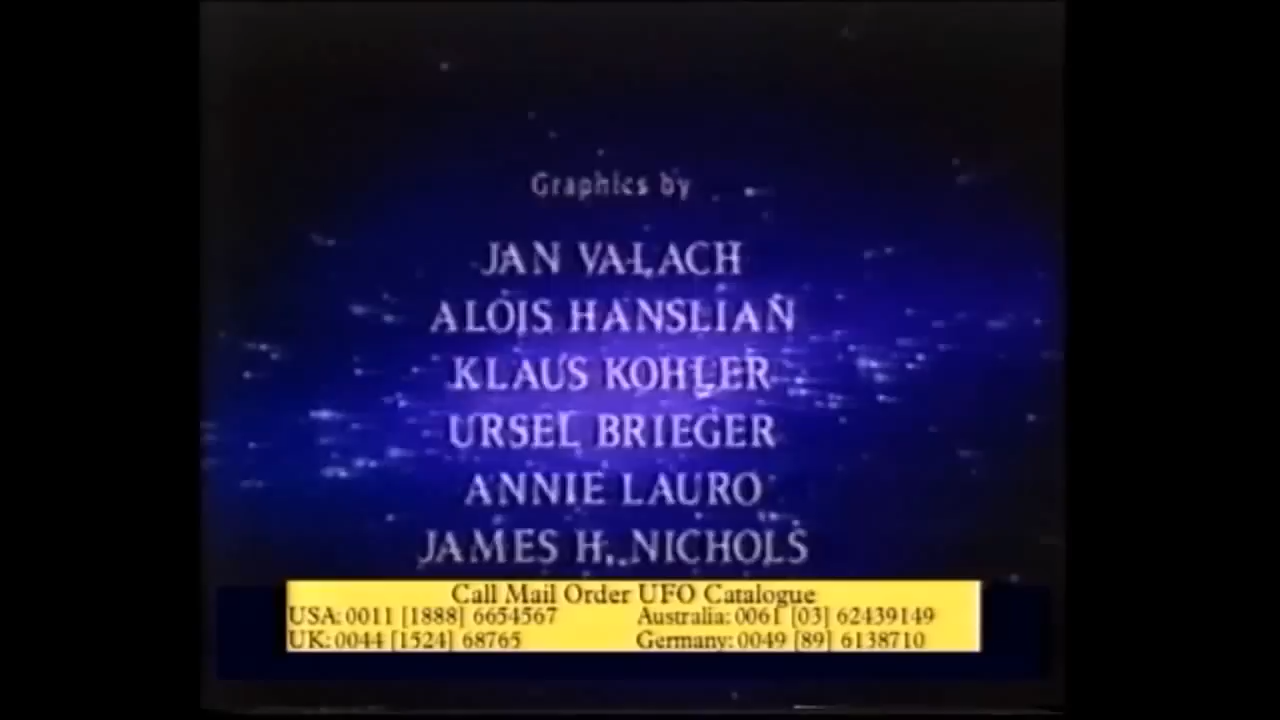 Graphics by
JAN VALACH
ALOIS HANSLIAN
KLAUS KOHLER
URSEL BRIEGER
ANNIE LAURO
JAMES H. NICHOLS
Call Mail Order UFO Catalogue
USA: 0011 [1888] 6654567 Australia: 0061 [03] 62439149
UK: 0044 [1524] 68765 Germany: 0049 [89] 6138710